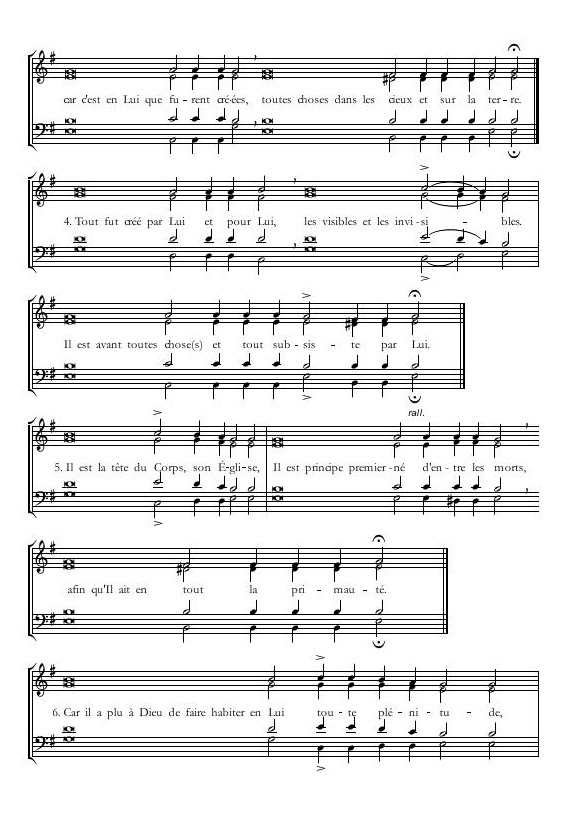 car c'est en Lui que fu - rent cré-ées, toutes choses dans les cieux et sur la ter - re.
4. Tout fut créé par Lui et pour Lui, les visibles et les invi - si - bles.
Il est avant toutes chose(s) et tout sub - sis - te par Lui.
rall.
5. Il est la tête du Corps, son É-gli-se, Il est principe premier - né d'en - tre les morts,
afin qu'Il ait en tout la pri - mau - té.
6. Car il a plu à Dieu de faire habiter en Lui tou - te plé - ni - tu - de,